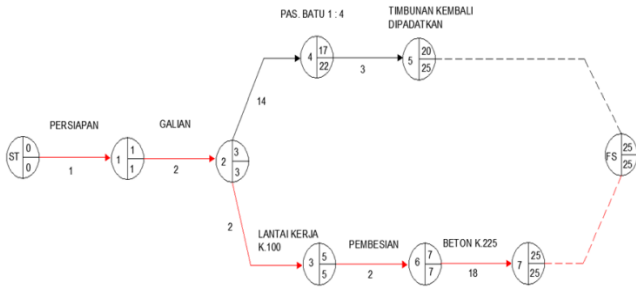 PAS. BATU 1 : 4
TIMBUNAN KEMBALI
DIPADATKAN
4 17 22
3
5 20 25
14
PERSIAPAN
GALIAN
ST 0 0
1
1 1 1
2
2 3 3
FS 25 25
2
LANTAI KERJA
K.100
PEMBESIAN
BETON K.225
3 5 5
2
6 7 7
18
7 25 25